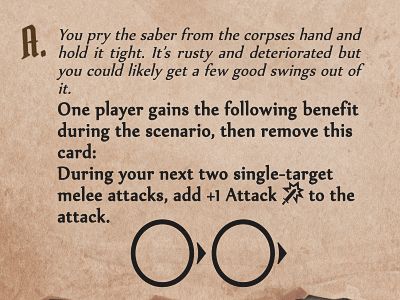 A. You pry the saber from the corpses hand and
hold it tight. It's rusty and deteriorated but
you could likely get a few good swings out of
it.
One player gains the following benefit
during the scenario, then remove this
card:
During your next two single-target
melee attacks, add +1 Attack to the
attack.